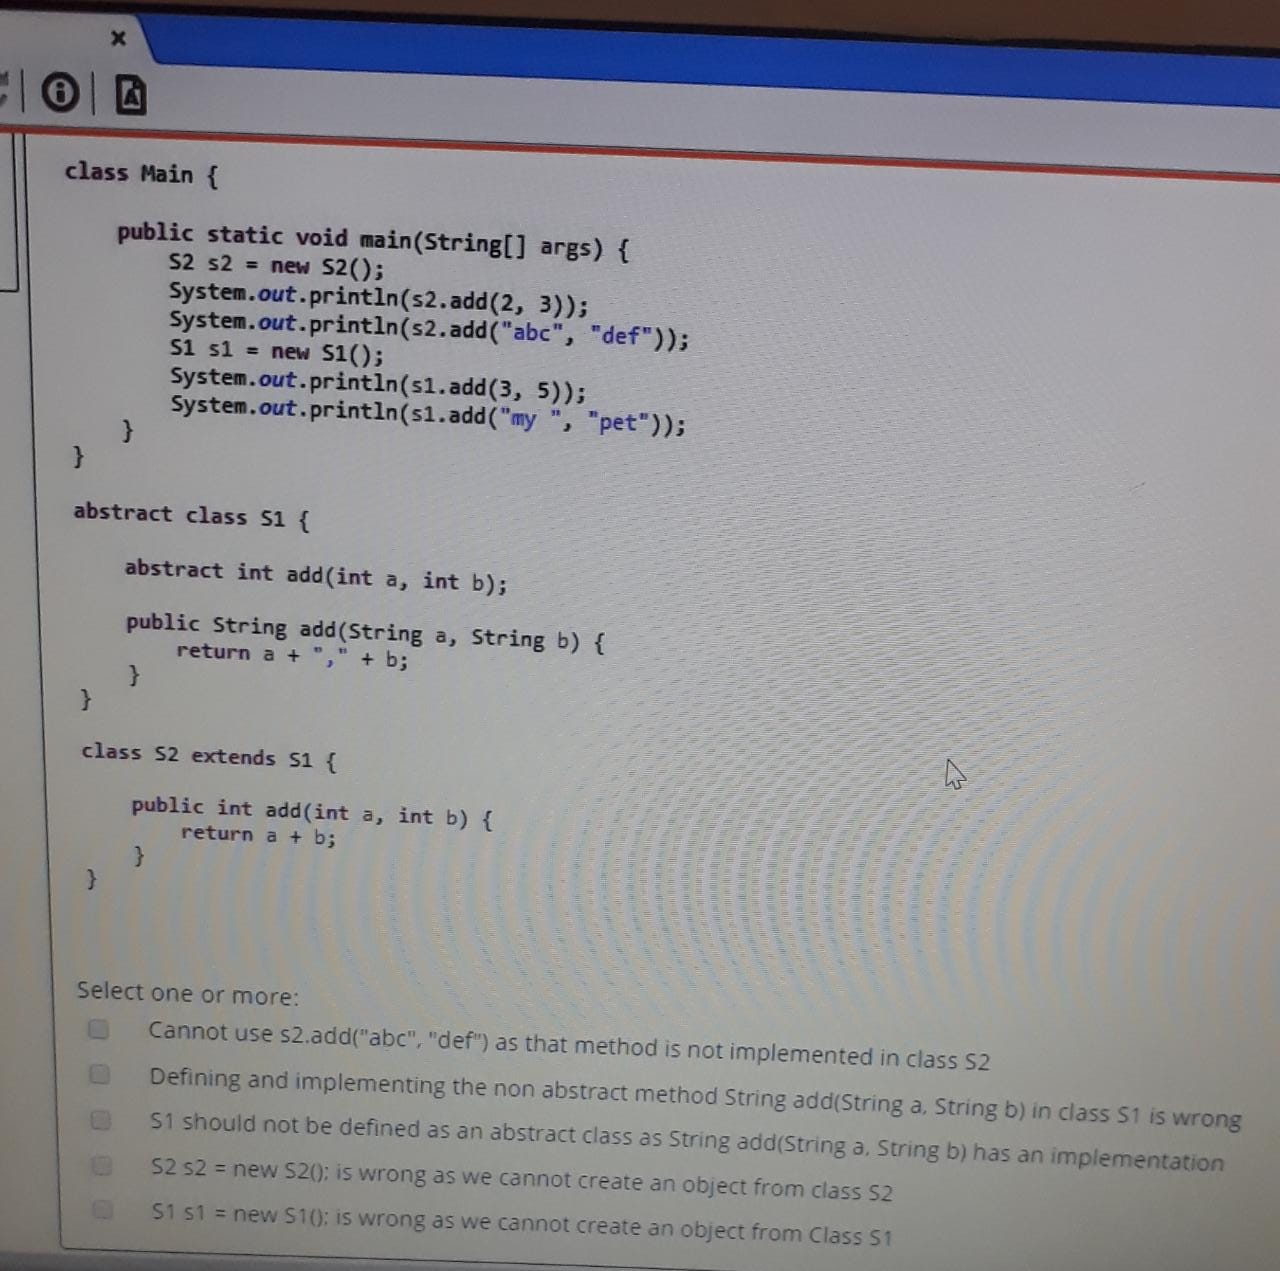 class Main {
public static void main(String[] args) {
S2 s2 = new S2();
System.out.println(s2.add(2, 3));
System.out.println(s2.add("abc", "def"));
S1 s1 = new S1();
System.out.println(s1.add(3, 5));
System.out.println(s1.add("my ", "pet"));
}
}
abstract class S1 {
abstract int add(int a, int b);
public String add(String a, String b) {
return a + "," + b;
}
}
class S2 extends S1 {
public int add(int a, int b) {
return a + b;
}
}
Select one or more:
Cannot use s2.add("abc", "def") as that method is not implemented in class S2
Defining and implementing the non abstract method String add(String a, String b) in class S1 is wrong
S1 should not be defined as an abstract class as String add(String a, String b) has an implementation
S2 s2 = new S2(); is wrong as we cannot create an object from class S2
S1 s1 = new S1(); is wrong as we cannot create an object from Class S1